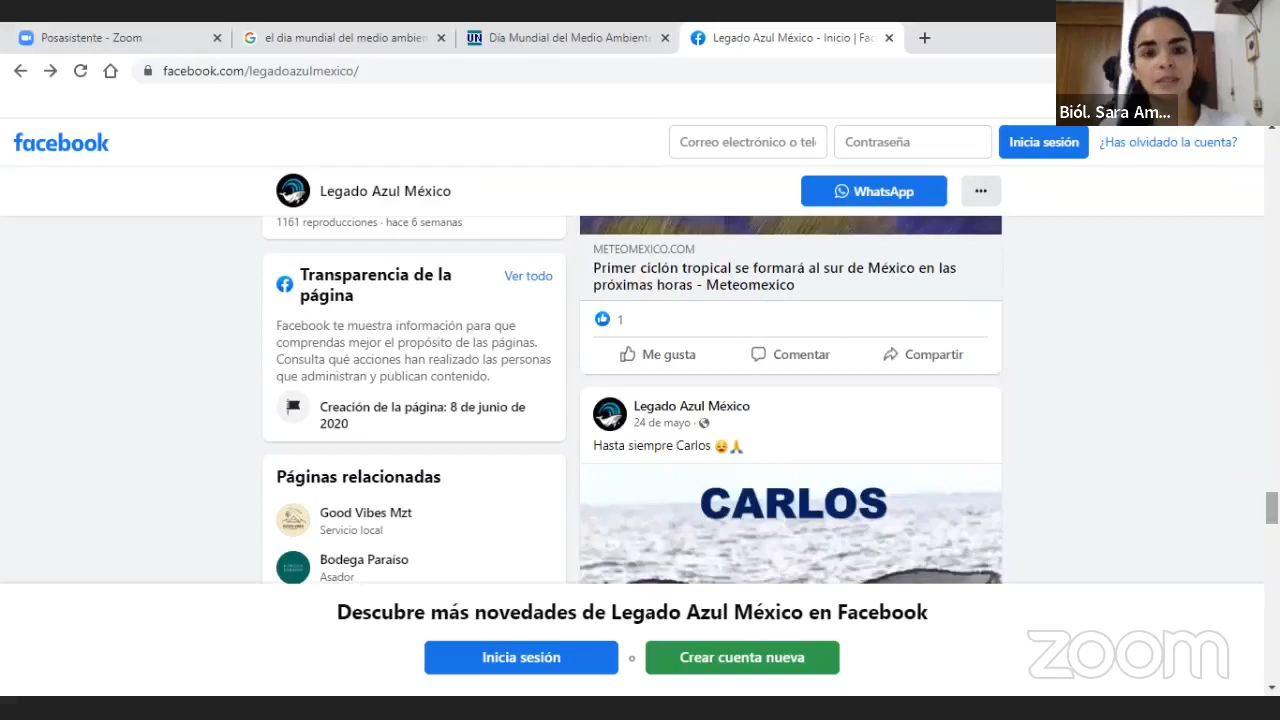 Posasistente - Zoom
el dia mundial del medio ambien
UN
Día Mundial del Medio Ambiente
Legado Azul México - Inicio | Fac
facebook.com/legadoazulmexico/
Biól. Sara Am...
facebook
Correo electrónico o tel
Contraseña
Inicia sesión
¿Has olvidado la cuenta?
Legado Azul México
WhatsApp
1161 reproducciones · hace 6 semanas
Transparencia de la
página
Ver todo
Facebook te muestra información para que
comprendas mejor el propósito de las páginas.
Consulta qué acciones han realizado las personas
que administran y publican contenido.
Creación de la página: 8 de junio de
2020
Páginas relacionadas
Good Vibes Mzt
Servicio local
Bodega Paraíso
Asador
METEOMEXICO.COM
Primer ciclón tropical se formará al sur de México en las
próximas horas - Meteomexico
1
Me gusta
Comentar
Compartir
Legado Azul México
24 de mayo ·
Hasta siempre Carlos 😥🙏
CARLOS
Descubre más novedades de Legado Azul México en Facebook
Inicia sesión
o
Crear cuenta nueva
zoom